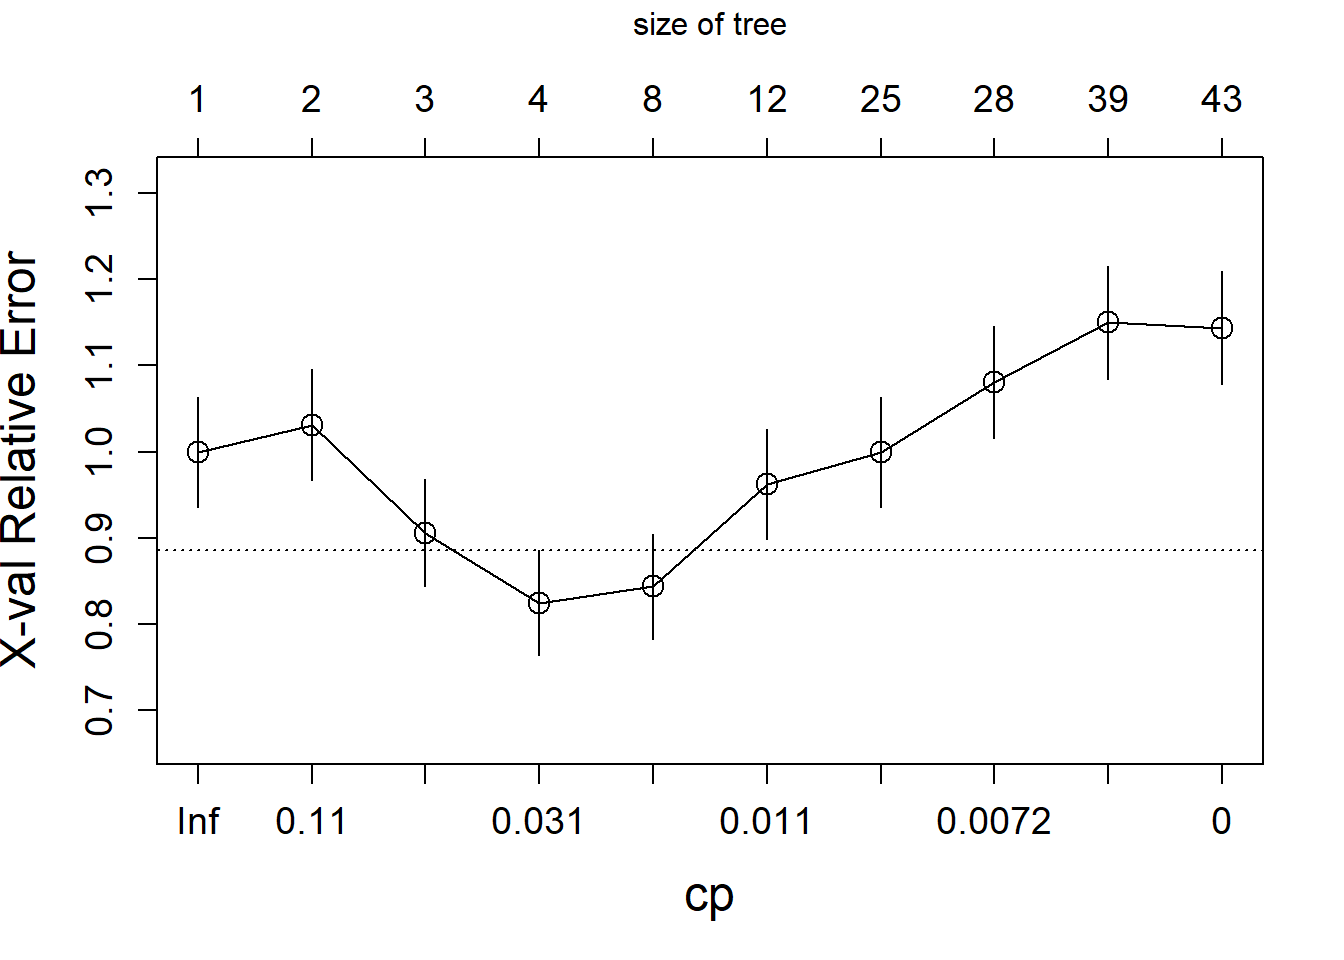 size of tree
1 2 3 4 8 12 25 28 39 43
X-val Relative Error
1.3
1.2
1.1
1.0
0.9
0.8
0.7
Inf 0.11 0.031 0.011 0.0072 0
cp